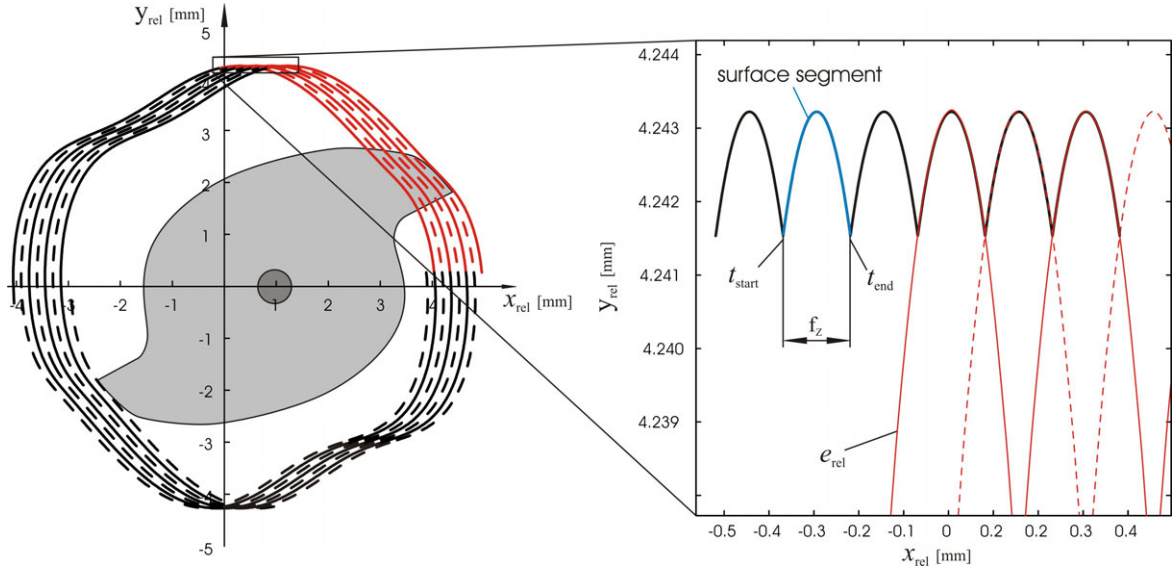 y_rel [mm]
5
4
3
2
1
-4 -3 -2 -1 1 2 3 4
x_rel [mm]
-1
-2
-3
-4
-5
4.244
4.243
4.242
4.241
4.240
4.239
y_rel [mm]
surface segment
t_start
t_end
f_Z
e_rel
-0.5 -0.4 -0.3 -0.2 -0.1 0 0.2 0.2 0.3 0.4
x_rel [mm]